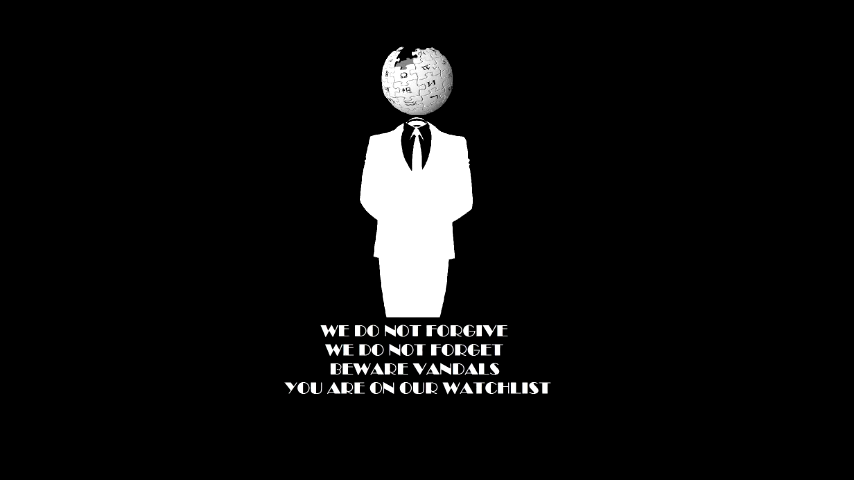 WE DO NOT FORGIVE
WE DO NOT FORGET
BEWARE VANDALS
YOU ARE ON OUR WATCHLIST